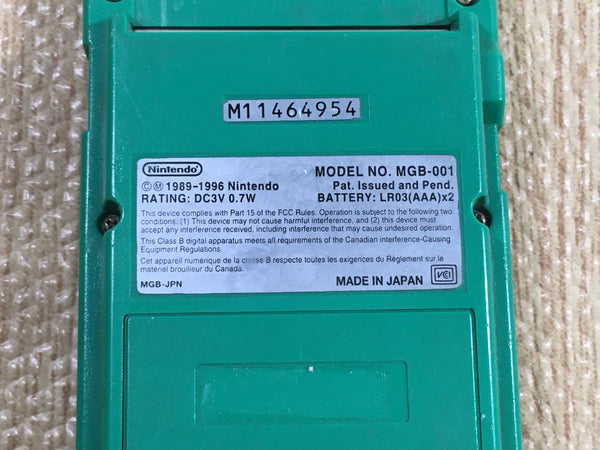 M11464954
Nintendo MODEL NO. MGB-001
©Ⓜ 1989-1996 Nintendo Pat. Issued and Pend.
RATING: DC3V 0.7W BATTERY: LR03(AAA)x2
This device complies with Part 15 of the FCC Rules. Operation is subject to the following two
conditions: (1) This device may not cause harmful interference, and (2) this device must
accept any interference received, including interference that may cause undesired operation.
This Class B digital apparatus meets all requirements of the Canadian interference-Causing
Equipment Regulations.
Cet appareil numérique de la classe B respecte toutes les exigences du Règlement sur le
matériel brouilleur du Canada.
MGB-JPN MADE IN JAPAN VCI